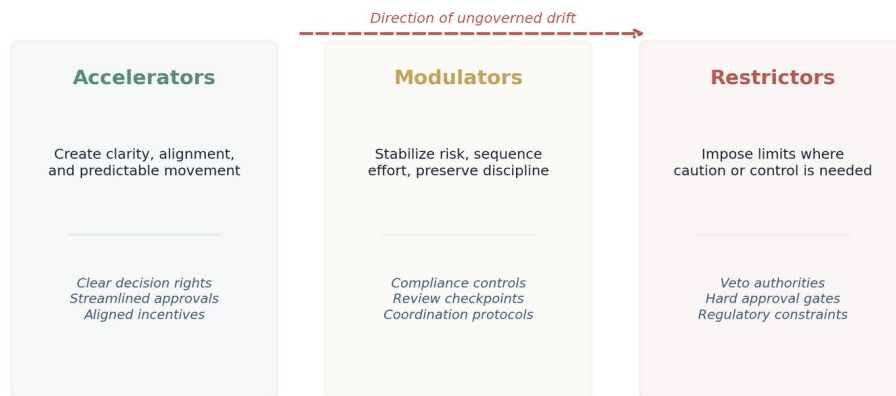 Direction of ungoverned drift
Accelerators
Create clarity, alignment,
and predictable movement
Clear decision rights
Streamlined approvals
Aligned incentives
Modulators
Stabilize risk, sequence
effort, preserve discipline
Compliance controls
Review checkpoints
Coordination protocols
Restrictors
Impose limits where
caution or control is needed
Veto authorities
Hard approval gates
Regulatory constraints